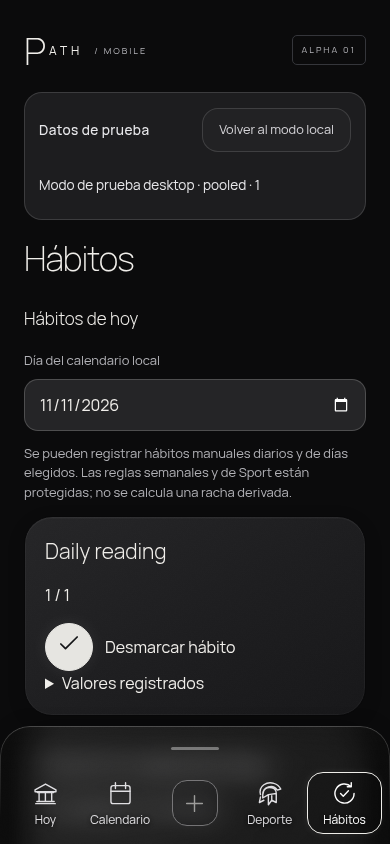 PATH / MOBILE
ALPHA 01
Datos de prueba
Volver al modo local
Modo de prueba desktop · pooled · 1
Hábitos
Hábitos de hoy
Día del calendario local
11/11/2026
Se pueden registrar hábitos manuales diarios y de días
elegidos. Las reglas semanales y de Sport están
protegidas; no se calcula una racha derivada.
Daily reading
1 / 1
Desmarcar hábito
Valores registrados
Hoy
Calendario
Deporte
Hábitos